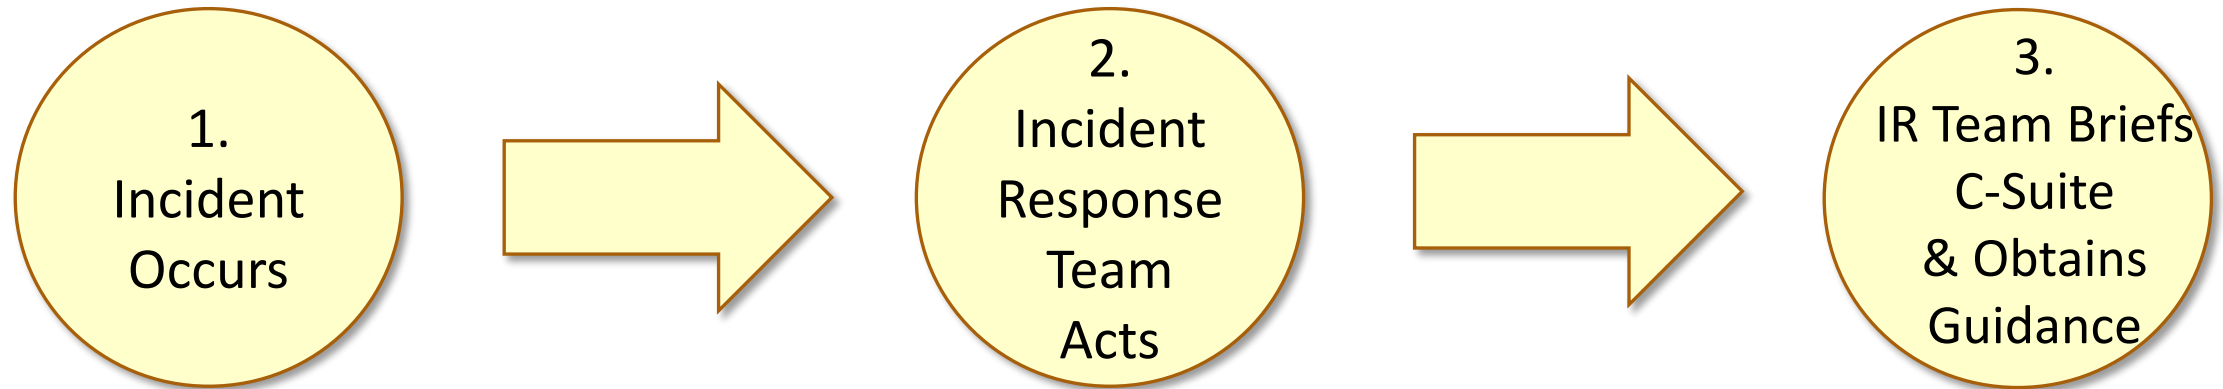 1.
Incident
Occurs
2.
Incident
Response
Team
Acts
3.
IR Team Briefs
C-Suite
& Obtains
Guidance